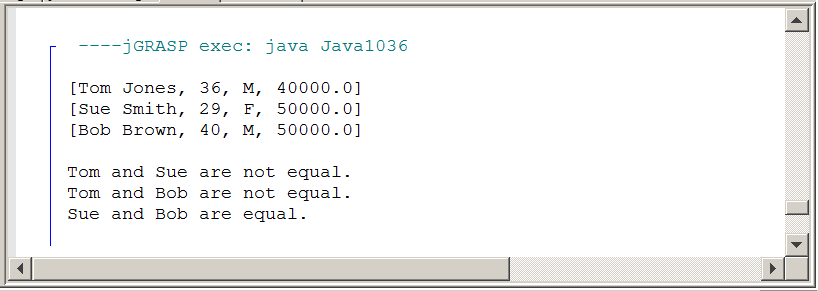 ----jGRASP exec: java Java1036
[Tom Jones, 36, M, 40000.0]
[Sue Smith, 29, F, 50000.0]
[Bob Brown, 40, M, 50000.0]
Tom and Sue are not equal.
Tom and Bob are not equal.
Sue and Bob are equal.